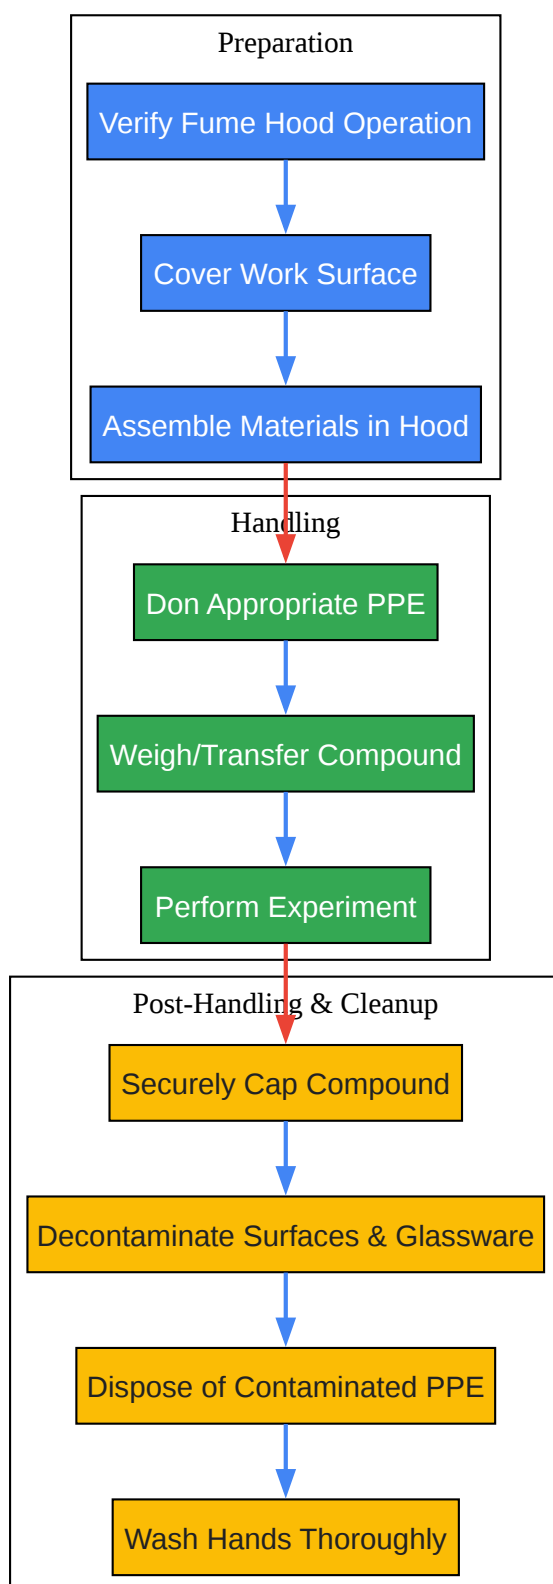 Preparation
Verify Fume Hood Operation
Cover Work Surface
Assemble Materials in Hood
Handling
Don Appropriate PPE
Weigh/Transfer Compound
Perform Experiment
Post-Handling & Cleanup
Securely Cap Compound
Decontaminate Surfaces & Glassware
Dispose of Contaminated PPE
Wash Hands Thoroughly